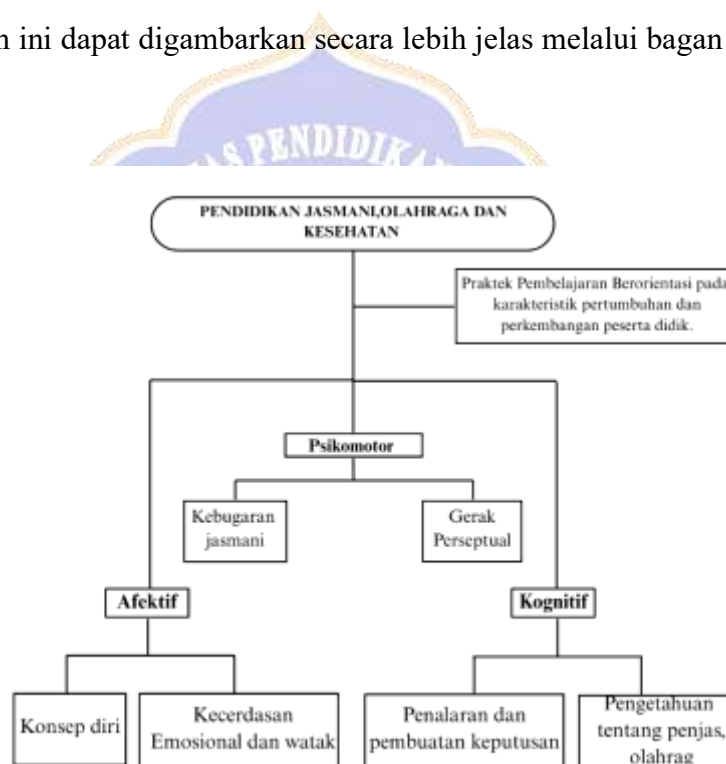 ini dapat digambarkan secara lebih jelas melalui bagan
PENDIDIKA
PENDIDIKAN JASMANI,OLAHRAGA DAN
KESEHATAN
Praktek Pembelajaran Berorientasi pada
karakteristik pertumbuhan dan
perkembangan peserta didik.
Psikomotor
Kebugaran
jasmani
Gerak
Perseptual
Afektif
Kognitif
Konsep diri
Kecerdasan
Emosional dan watak
Penalaran dan
pembuatan keputusan
Pengetahuan
tentang penjas,
olahrag